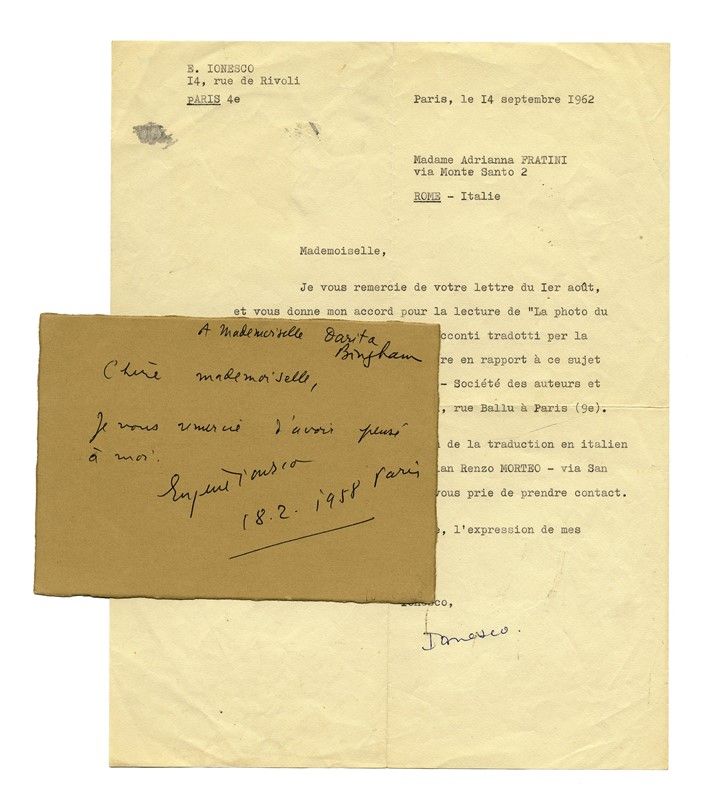 E. IONESCO
I4, rue de Rivoli
pARIS 4e
Paris, le I4 septembre I962
Madame Adrianna FRATINI
via Monte Santo 2
ROME - Italie
Mademoiselle,
Je vous remercie de votre lettre du Ier août,
et vous donne mon accord pour la lecture de "La photo du
cconti tradotti per la
re en rapport à ce sujet
- Société des auteurs et
, rue Ballu à Paris (9e).
de la traduction en italien
an Renzo MORTEO - via San
vous prie de prendre contact.
e, l'expression de mes
Ionesco,
Ionesco.
A Mademoiselle Darita
Bingham
Chère mademoiselle,
Je vous remercie d'avoir pensé
à moi.
Eugène Ionesco
18.2. 1958 Paris